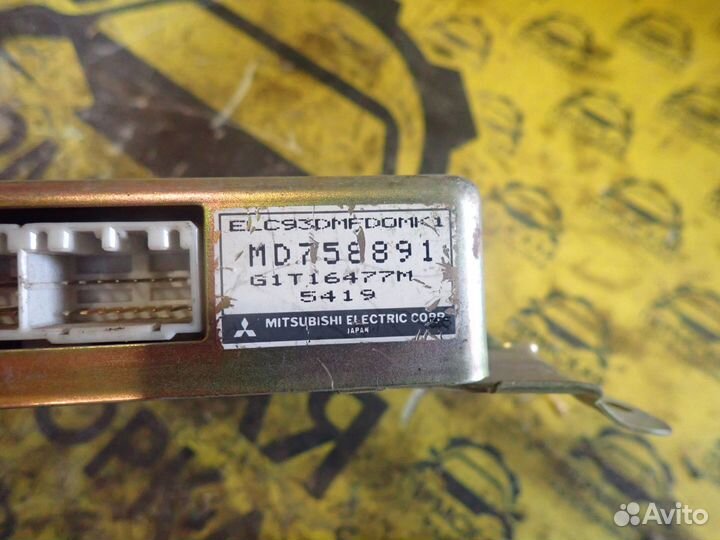 ELC93DMFDOMK1
MD758891
G1T16477M
5419
MITSUBISHI ELECTRIC CORP.
JAPAN
Avito